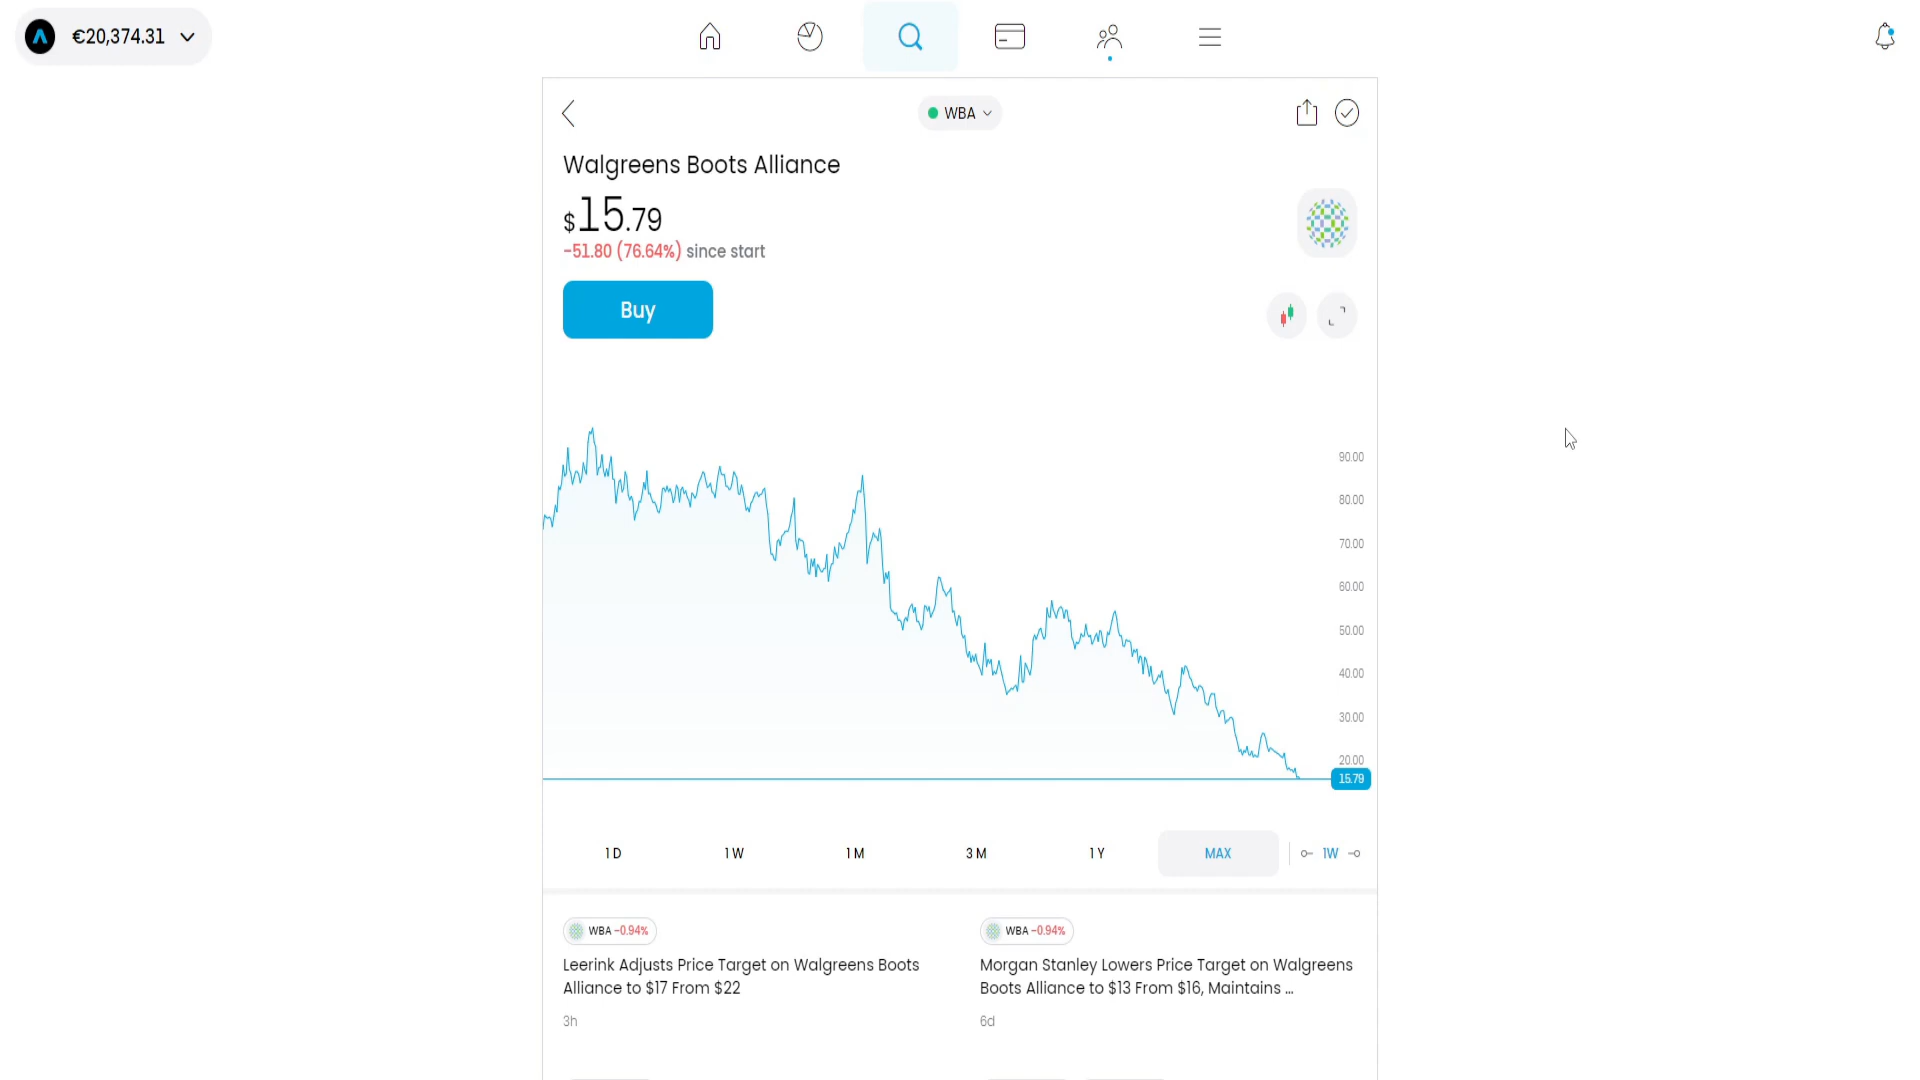 €20,374.31
WBA
Walgreens Boots Alliance
$15.79
-51.80 (76.64%) since start
Buy
90.00
80.00
70.00
60.00
50.00
40.00
30.00
20.00
15.79
1D 1W 1M 3M 1Y MAX 1W
WBA -0.94%
Leerink Adjusts Price Target on Walgreens Boots
Alliance to $17 From $22
3h
WBA -0.94%
Morgan Stanley Lowers Price Target on Walgreens
Boots Alliance to $13 From $16, Maintains ...
6d